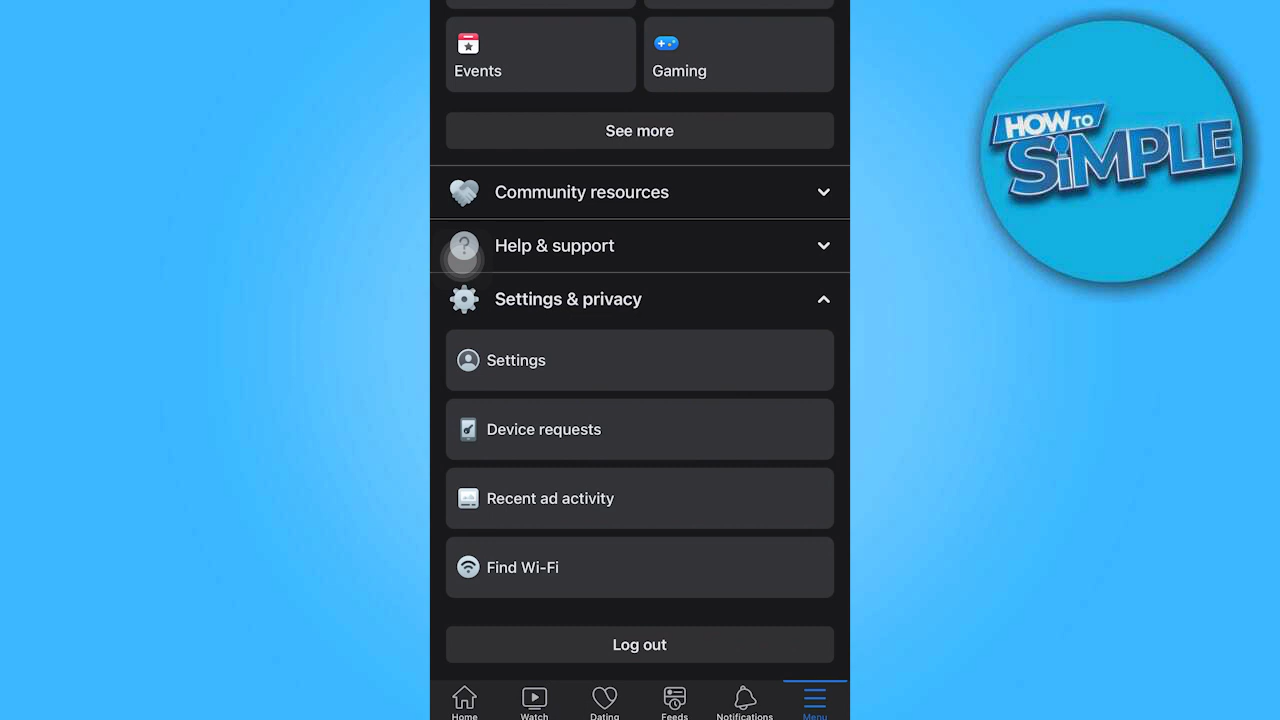 Events
Gaming
See more
HOW TO
SiMPLE
Community resources
Help & support
Settings & privacy
Settings
Device requests
Recent ad activity
Find Wi-Fi
Log out
Home
Watch
Dating
Feeds
Notifications
Menu